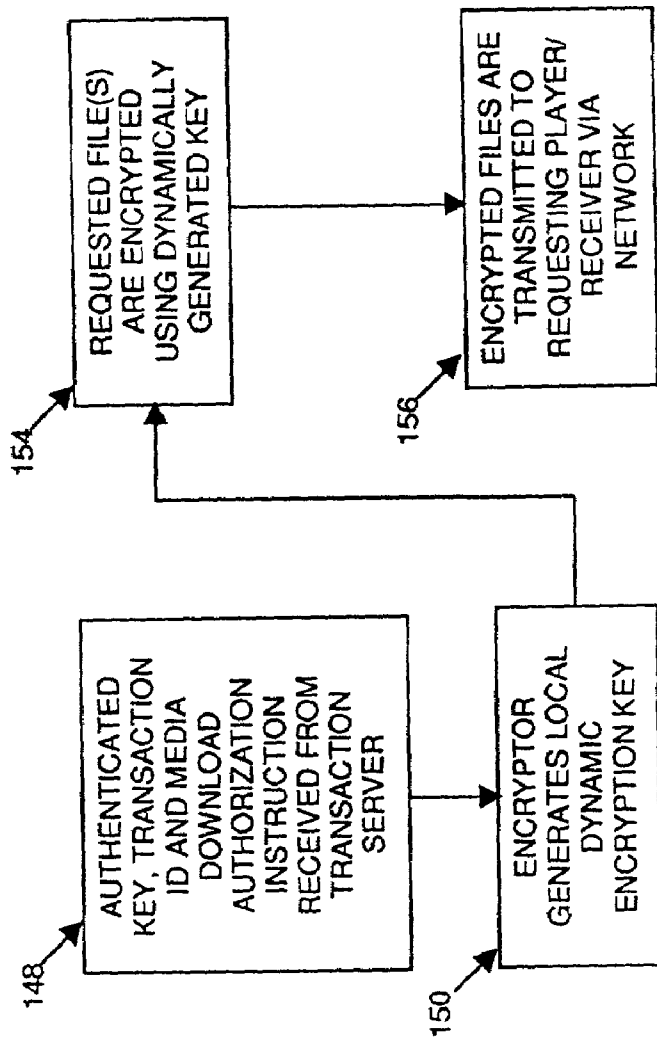 148
AUTHENTICATED
KEY, TRANSACTION
ID AND MEDIA
DOWNLOAD
AUTHORIZATION
INSTRUCTION
RECEIVED FROM
TRANSACTION
SERVER
150
ENCRYPTOR
GENERATES LOCAL
DYNAMIC
ENCRYPTION KEY
154
REQUESTED FILE(S)
ARE ENCRYPTED
USING DYNAMICALLY
GENERATED KEY
156
ENCRYPTED FILES ARE
TRANSMITTED TO
REQUESTING PLAYER/
RECEIVER VIA
NETWORK